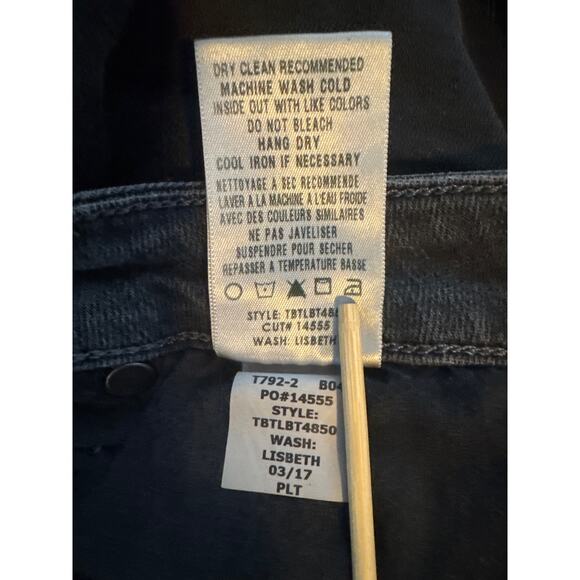 DRY CLEAN RECOMMENDED
MACHINE WASH COLD
INSIDE OUT WITH LIKE COLORS
DO NOT BLEACH
HANG DRY
COOL IRON IF NECESSARY
NETTOYAGE A SEC RECOMMENDE
LAVER A LA MACHINE A L'EAU FROIDE
AVEC DES COULEURS SIMILAIRES
NE PAS JAVELISER
SUSPENDRE POUR SECHER
REPASSER A TEMPERATURE BASSE
STYLE:
CUT# 14555
WASH: LISBETH
T792-2
PO#14555
STYLE:
TBTLBT4850
WASH:
LISBETH
03/17
PLT